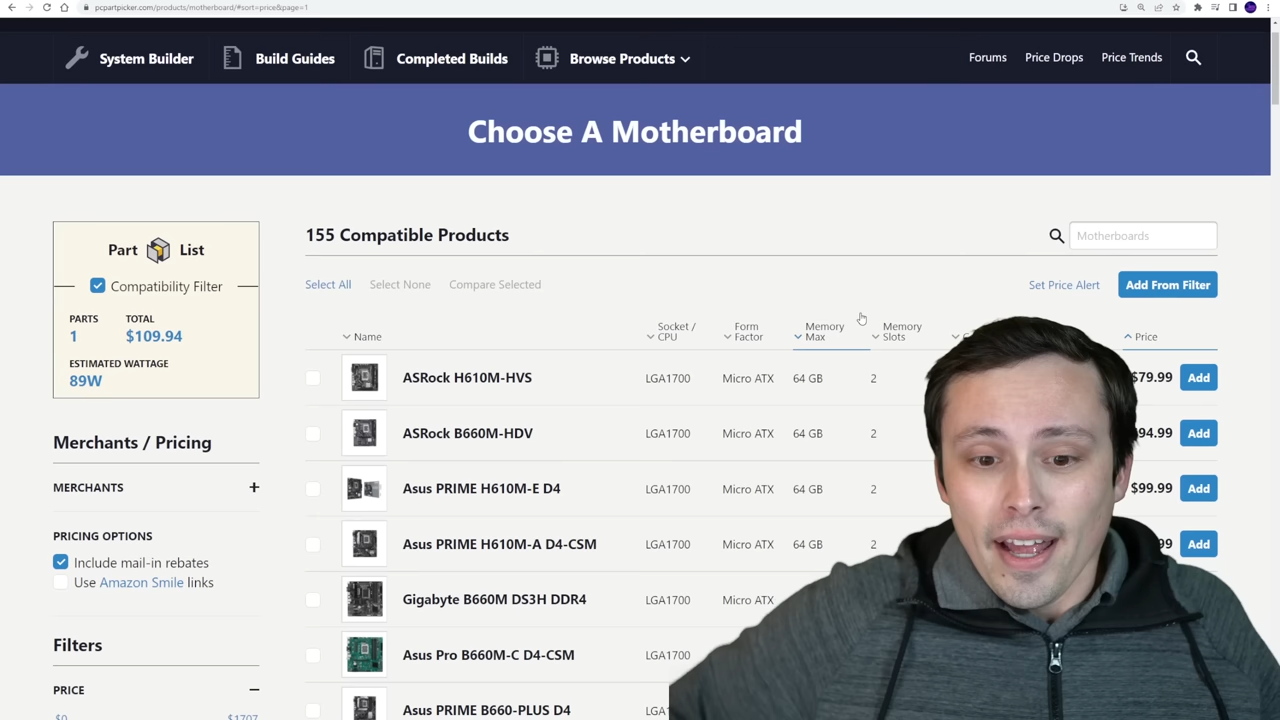 pcpartpicker.com/products/motherboard/#sort=price&page=1
System Builder
Build Guides
Completed Builds
Browse Products
Forums
Price Drops
Price Trends
Choose A Motherboard
Part List
Compatibility Filter
PARTS
TOTAL
1
$109.94
ESTIMATED WATTAGE
89W
Merchants / Pricing
MERCHANTS
+
PRICING OPTIONS
Include mail-in rebates
Use Amazon Smile links
Filters
PRICE
−
$0
$1707
155 Compatible Products
Motherboards
Select All
Select None
Compare Selected
Set Price Alert
Add From Filter
Name
Socket / CPU
Form Factor
Memory Max
Memory Slots
Price
ASRock H610M-HVS LGA1700 Micro ATX 64 GB 2 $79.99 Add
ASRock B660M-HDV LGA1700 Micro ATX 64 GB 2 94.99 Add
Asus PRIME H610M-E D4 LGA1700 Micro ATX 64 GB 2 $99.99 Add
Asus PRIME H610M-A D4-CSM LGA1700 Micro ATX 64 GB 2 99 Add
Gigabyte B660M DS3H DDR4 LGA1700 Micro ATX
Asus Pro B660M-C D4-CSM LGA1700
Asus PRIME B660-PLUS D4 LGA1